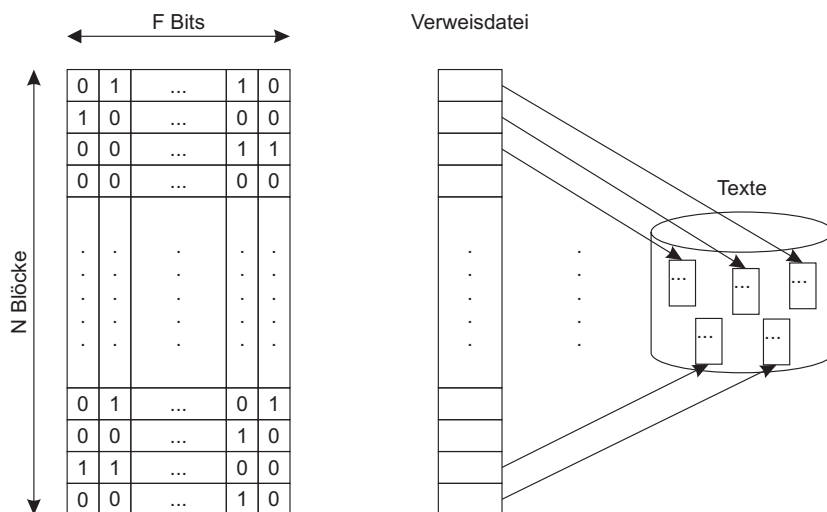 F Bits
Verweisdatei
N Blöcke
0 1 ... 1 0
1 0 ... 0 0
0 0 ... 1 1
0 0 ... 0 0
. . . . . .
. . . . . .
. . . . . .
. . . . . .
. . . . . .
0 1 ... 0 1
0 0 ... 1 0
1 1 ... 0 0
0 0 ... 1 0
Texte
... ... ...
... ...